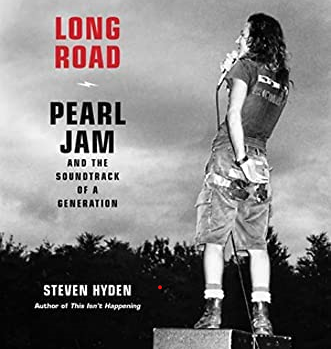 LONG
ROAD
PEARL
JAM
AND THE
SOUNDTRACK
OF A
GENERATION
STEVEN HYDEN
Author of This Isn't Happening